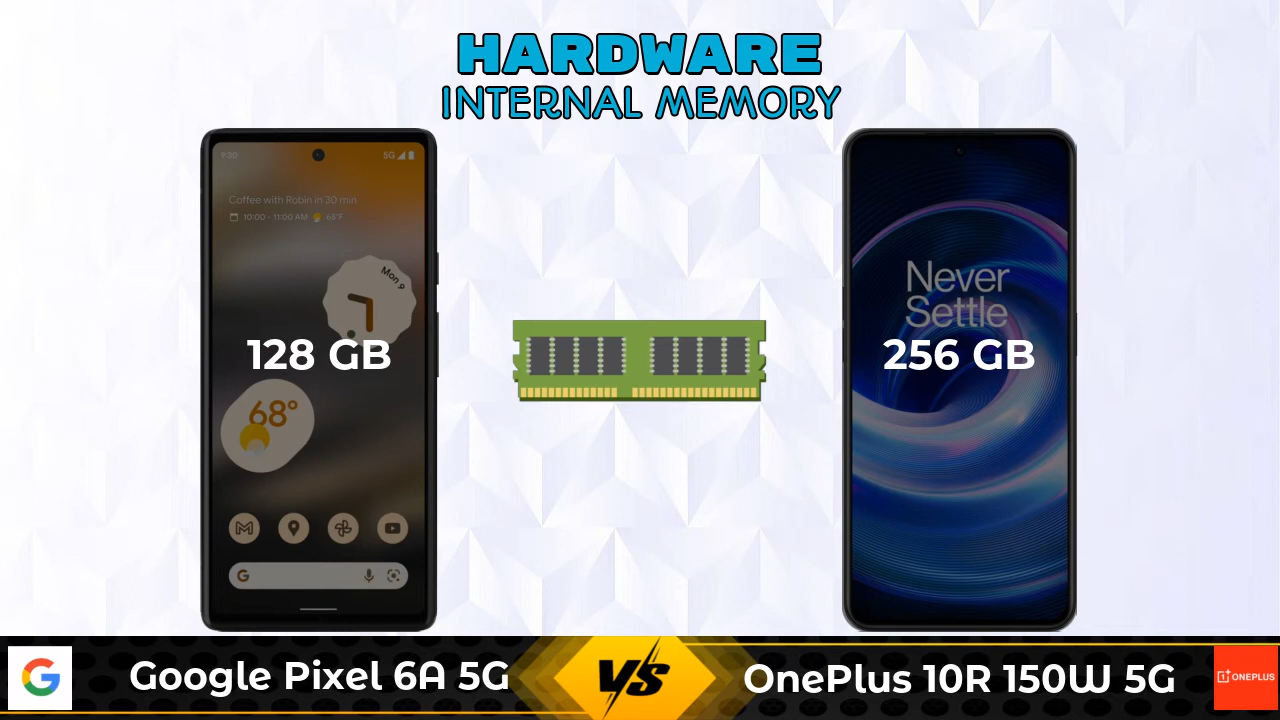 HARDWARE
INTERNAL MEMORY
9:30
5G
Coffee with Robin in 30 min
10:00 - 11:00 AM 68°F
Mon 9
128 GB
68°
G
Never
Settle
256 GB
G
Google Pixel 6A 5G
VS
OnePlus 10R 150W 5G
1+ ONEPLUS